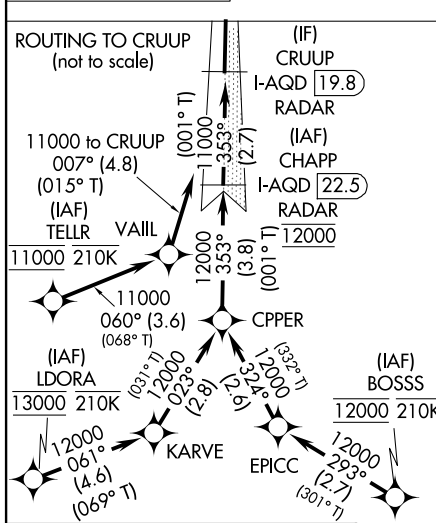 ROUTING TO CRUUP
(not to scale)
(IF)
CRUUP
I-AQD 19.8
RADAR
(001° T)
11000
353°
(2.7)
(IAF)
CHAPP
I-AQD 22.5
RADAR
12000
11000 to CRUUP
007° (4.8)
(015° T)
(IAF)
TELLR
11000 210K
VAIIL
11000
060° (3.6)
(068° T)
12000
353°
(3.8)
(001° T)
CPPER
(IAF)
LDORA
13000 210K
(031° T)
12000
023°
(2.8)
(332° T)
12000
324°
(2.6)
(IAF)
BOSSS
12000 210K
KARVE
EPICC
12000
061°
(4.6)
(069° T)
12000
293°
(2.7)
(301° T)